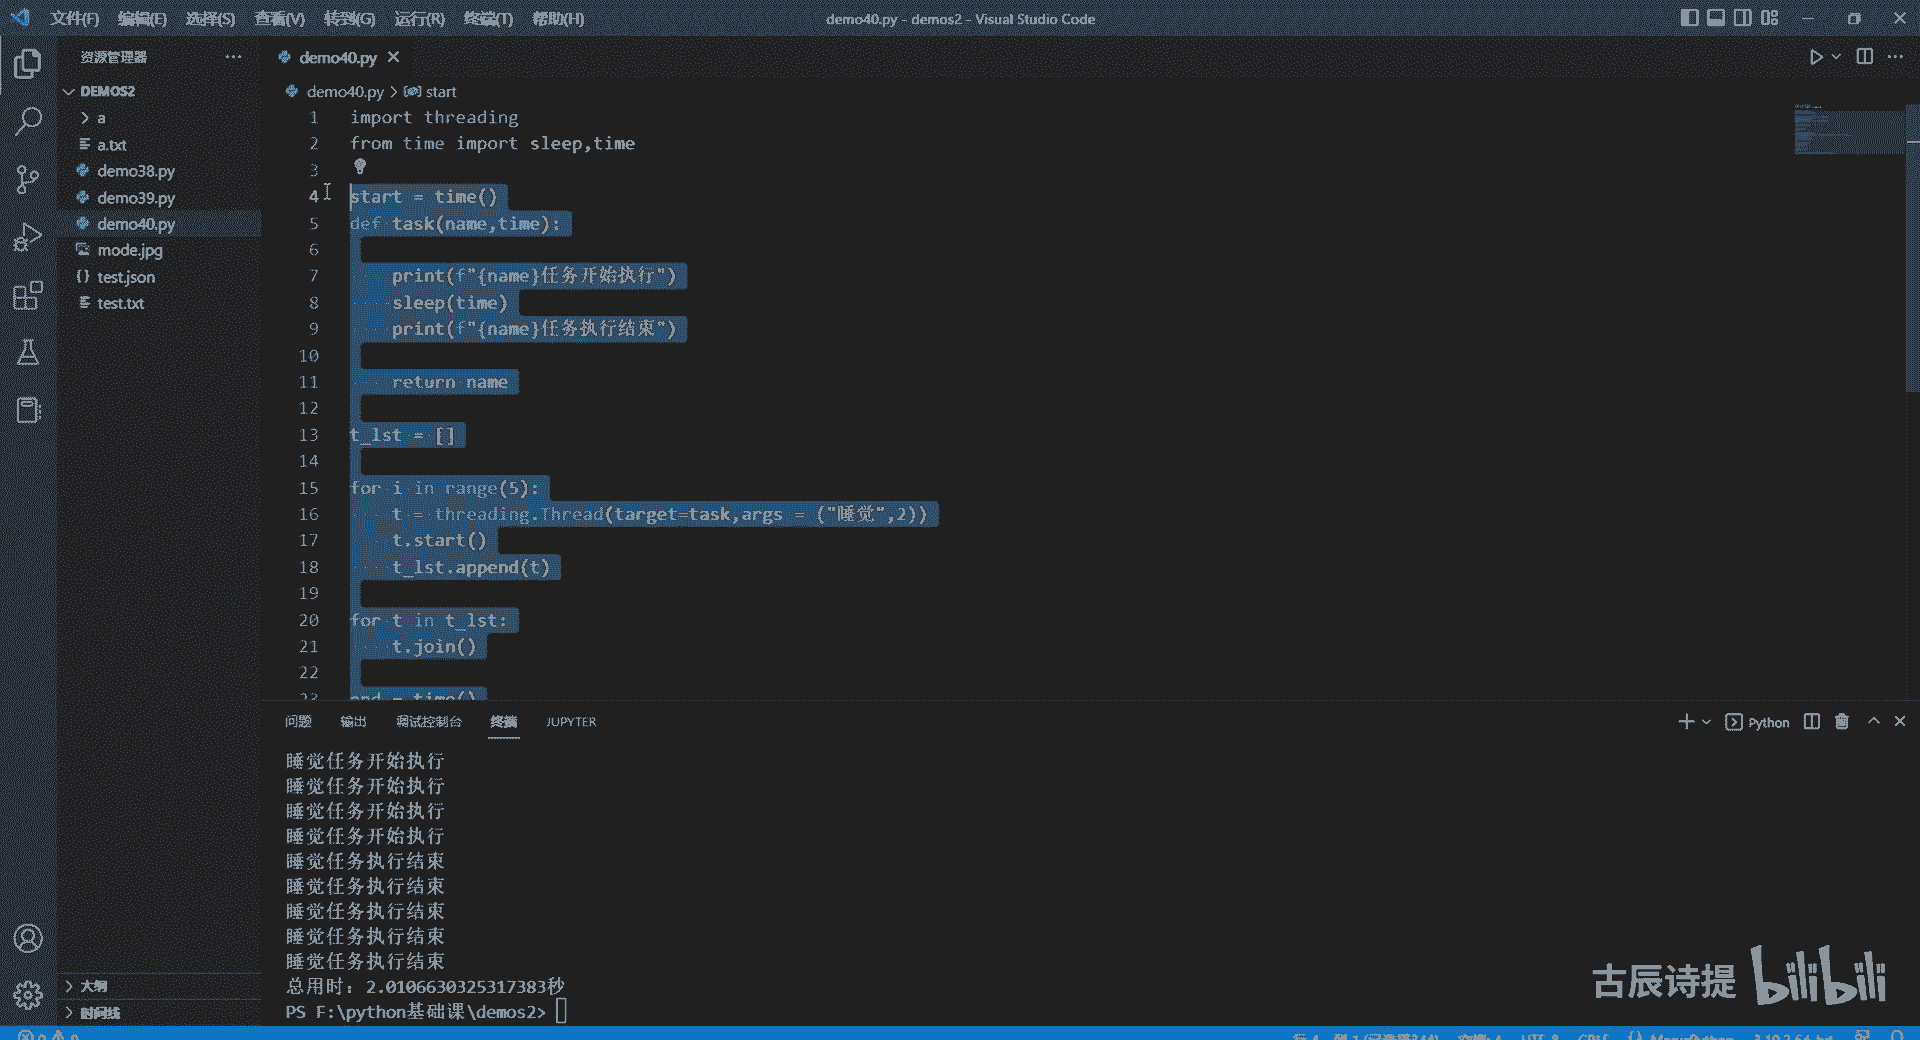 文件(F) 编辑(E) 选择(S) 查看(V) 转到(G) 运行(R) 终端(T) 帮助(H)
demo40.py - demos2 - Visual Studio Code
资源管理器
DEMOS2
a
a.txt
demo38.py
demo39.py
demo40.py
mode.jpg
test.json
test.txt
大纲
时间线
demo40.py
demo40.py > start
1 import threading
2 from time import sleep,time
3
4 start = time()
5 def task(name,time):
6
7 print(f"{name}任务开始执行")
8 sleep(time)
9 print(f"{name}任务执行结束")
10
11 return name
12
13 t_lst = []
14
15 for i in range(5):
16 t = threading.Thread(target=task,args = ("睡觉",2))
17 t.start()
18 t_lst.append(t)
19
20 for t in t_lst:
21 t.join()
22
23 end = time()
问题 输出 调试控制台 终端 JUPYTER
Python
睡觉任务开始执行
睡觉任务开始执行
睡觉任务开始执行
睡觉任务开始执行
睡觉任务执行结束
睡觉任务执行结束
睡觉任务执行结束
睡觉任务执行结束
睡觉任务执行结束
总用时: 2.0106630325317383秒
PS F:\python基础课\demos2>
古辰诗提 bilibili